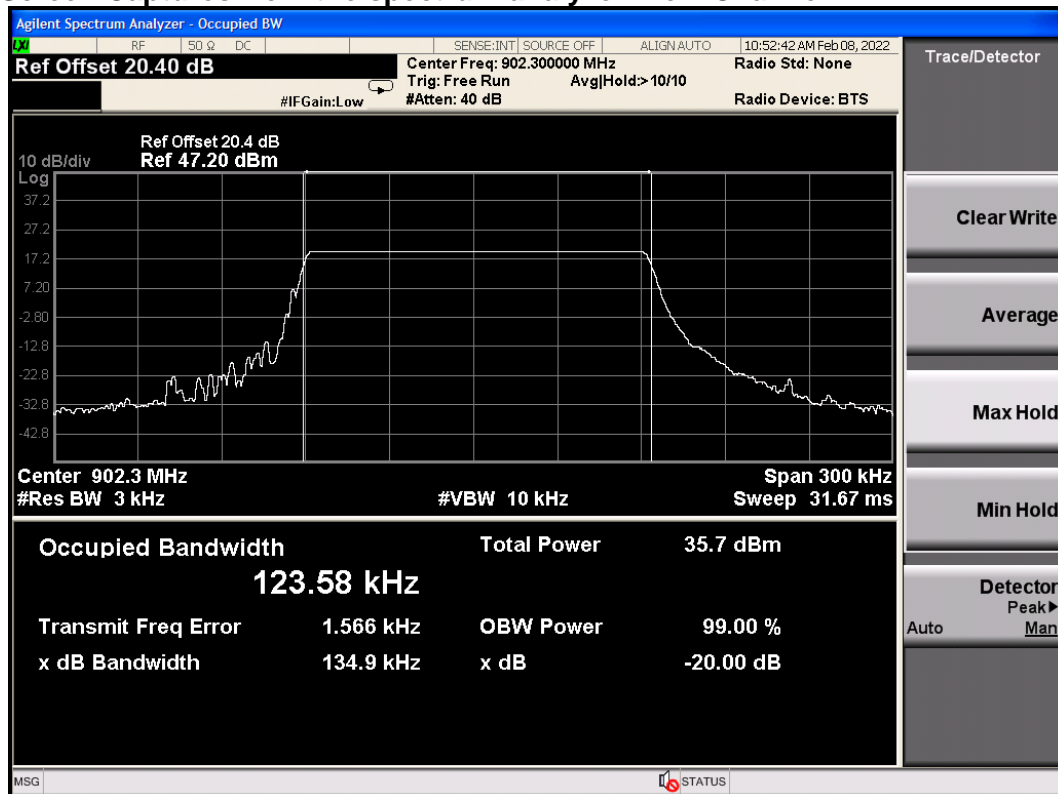 Agilent Spectrum Analyzer - Occupied BW
LXI RF 50 Ω DC SENSE:INT SOURCE OFF ALIGN AUTO 10:52:42 AM Feb 08, 2022
Ref Offset 20.40 dB Center Freq: 902.300000 MHz Radio Std: None
Trig: Free Run Avg|Hold:> 10/10
#IFGain:Low #Atten: 40 dB Radio Device: BTS
Trace/Detector
Ref Offset 20.4 dB
10 dB/div Ref 47.20 dBm
Log
37.2
27.2
17.2
7.20
-2.80
-12.8
-22.8
-32.8
-42.8
Center 902.3 MHz Span 300 kHz
#Res BW 3 kHz #VBW 10 kHz Sweep 31.67 ms
Occupied Bandwidth Total Power 35.7 dBm
123.58 kHz
Transmit Freq Error 1.566 kHz OBW Power 99.00 %
x dB Bandwidth 134.9 kHz x dB -20.00 dB
Clear Write
Average
Max Hold
Min Hold
Detector
Peak▶
Auto Man
MSG STATUS